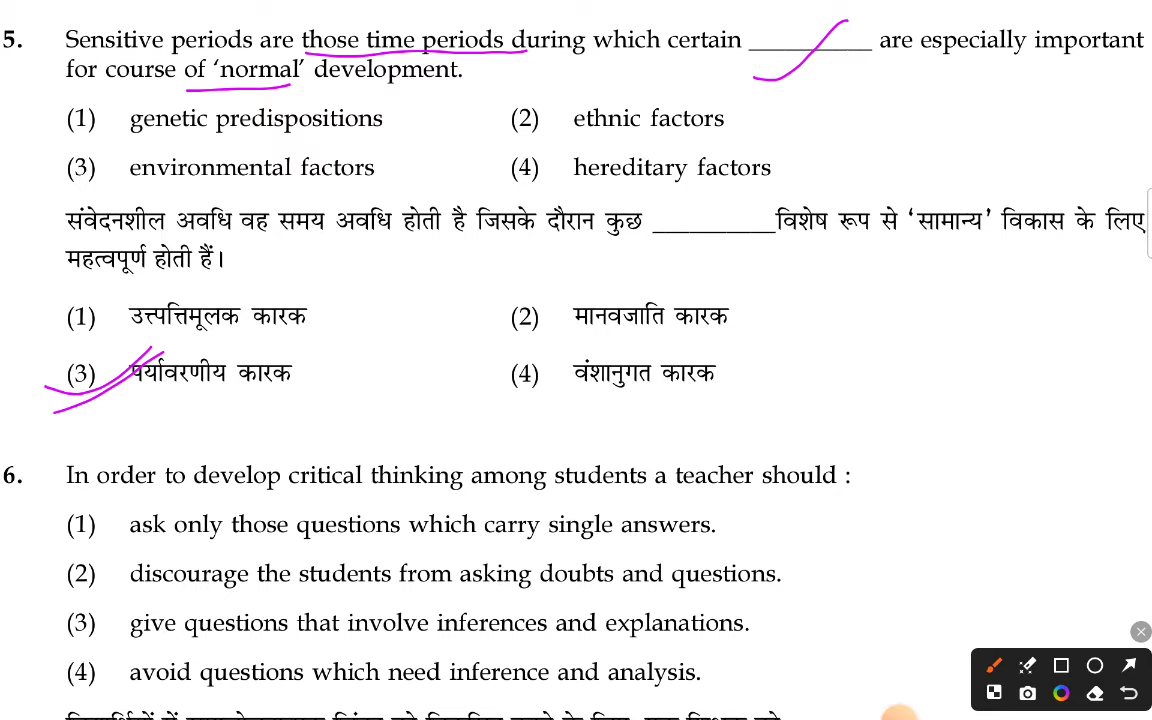 5. Sensitive periods are those time periods during which certain __________ are especially important
for course of ‘normal’ development.
(1) genetic predispositions (2) ethnic factors
(3) environmental factors (4) hereditary factors
संवेदनशील अवधि वह समय अवधि होती है जिसके दौरान कुछ __________विशेष रूप से ‘सामान्य’ विकास के लिए
महत्वपूर्ण होती हैं।
(1) उत्त्पत्तिमूलक कारक (2) मानवजाति कारक
(3) पर्यावरणीय कारक (4) वंशानुगत कारक
6. In order to develop critical thinking among students a teacher should :
(1) ask only those questions which carry single answers.
(2) discourage the students from asking doubts and questions.
(3) give questions that involve inferences and explanations.
(4) avoid questions which need inference and analysis.